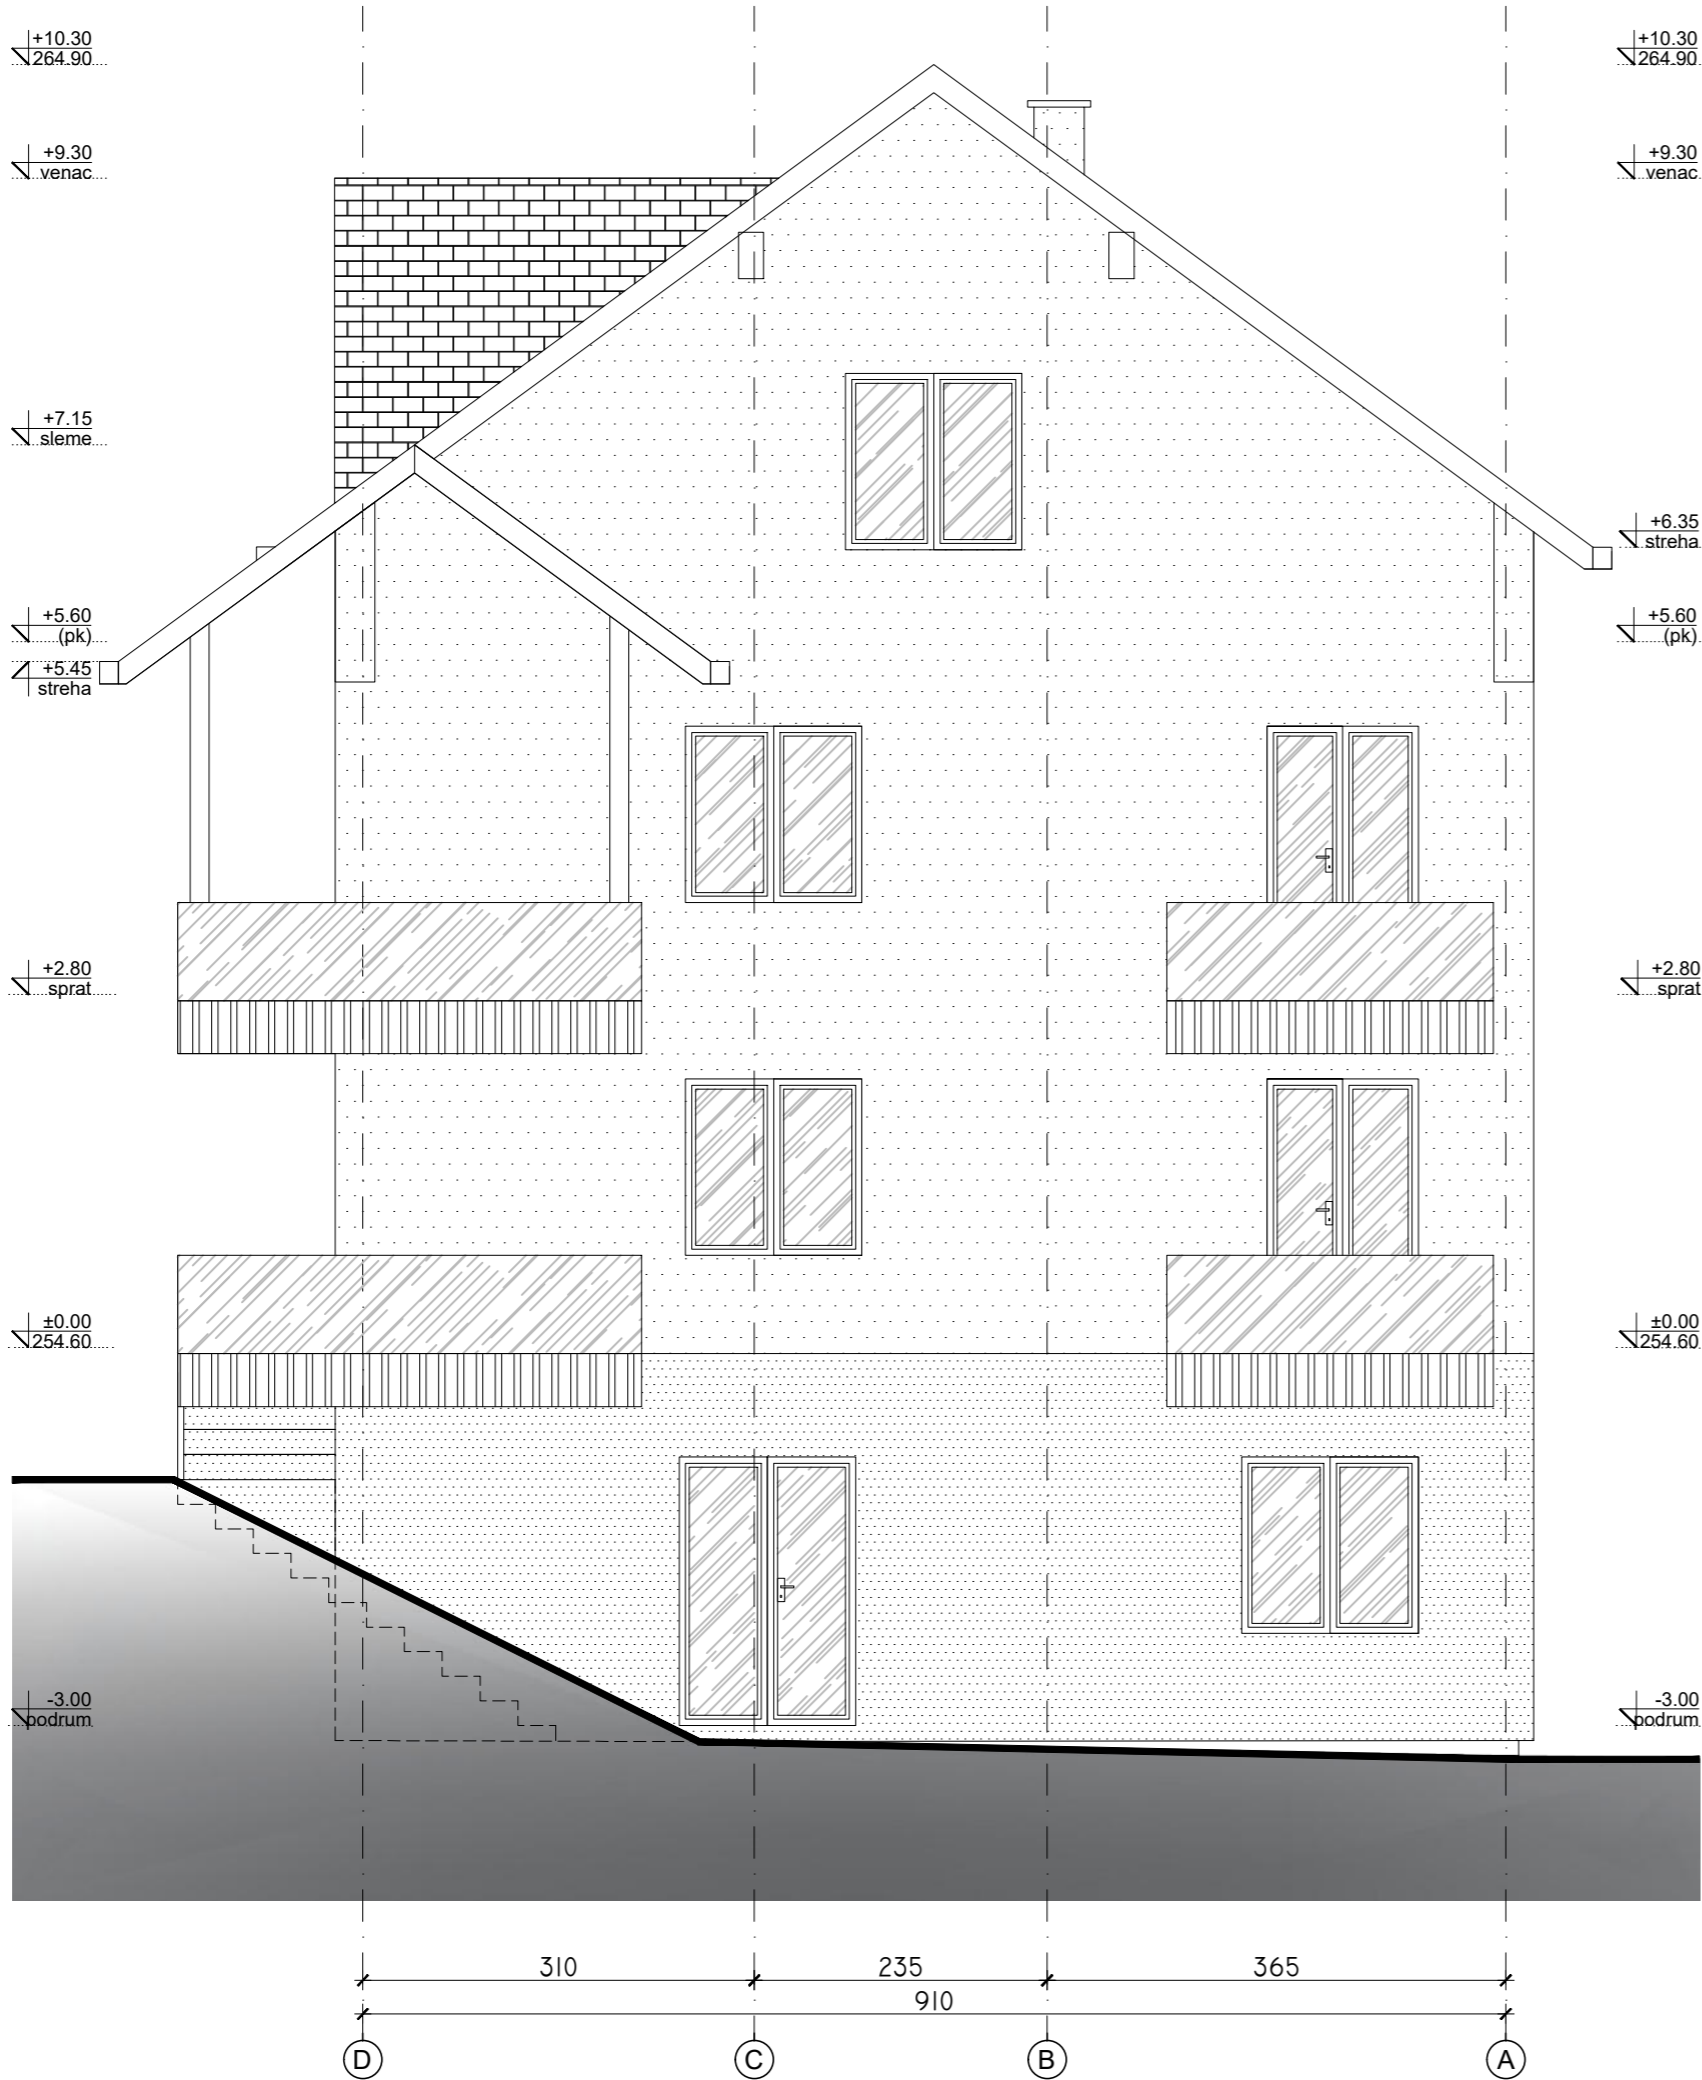 +10.30
264.90
+10.30
264.90
+9.30
venac
+9.30
venac
+7.15
sleme
+6.35
streha
+5.60
(pk)
+5.60
(pk)
+5.45
streha
+2.80
sprat
+2.80
sprat
±0.00
254.60
±0.00
254.60
-3.00
podrum
-3.00
podrum
310 235 365
910
D C B A